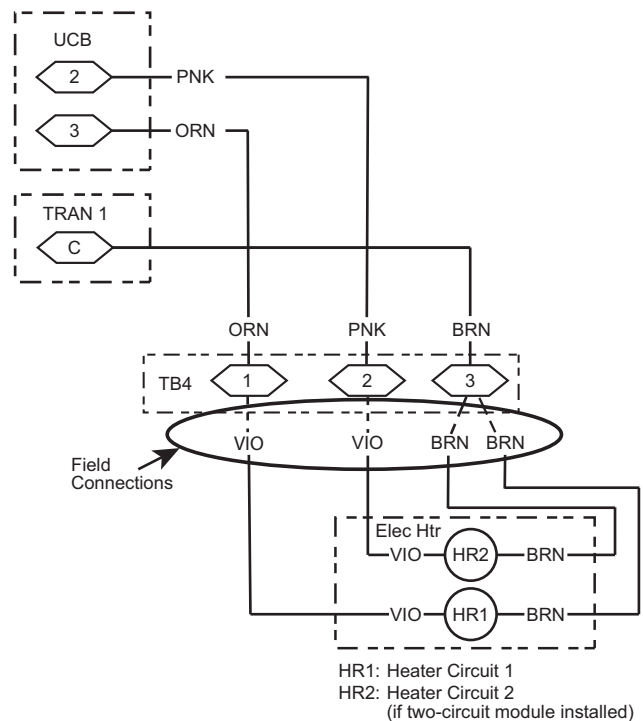 UCB
2 PNK
3 ORN
TRAN 1
C
ORN PNK BRN
TB4 1 2 3
VIO VIO BRN BRN
Field
Connections
Elec Htr
VIO HR2 BRN
VIO HR1 BRN
HR1: Heater Circuit 1
HR2: Heater Circuit 2
(if two-circuit module installed)